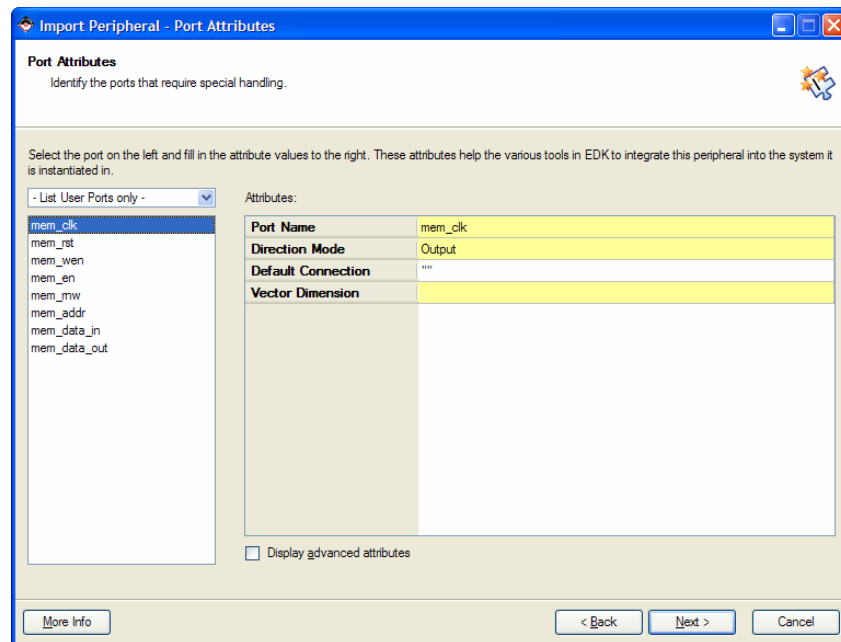 Import Peripheral - Port Attributes
Port Attributes
Identify the ports that require special handling.
Select the port on the left and fill in the attribute values to the right. These attributes help the various tools in EDK to integrate this peripheral into the system it
is instantiated in.
- List User Ports only -
Attributes:
mem_clk
mem_rst
mem_wen
mem_en
mem_rnw
mem_addr
mem_data_in
mem_data_out
Port Name mem_clk
Direction Mode Output
Default Connection ""
Vector Dimension
Display advanced attributes
More Info
< Back
Next >
Cancel